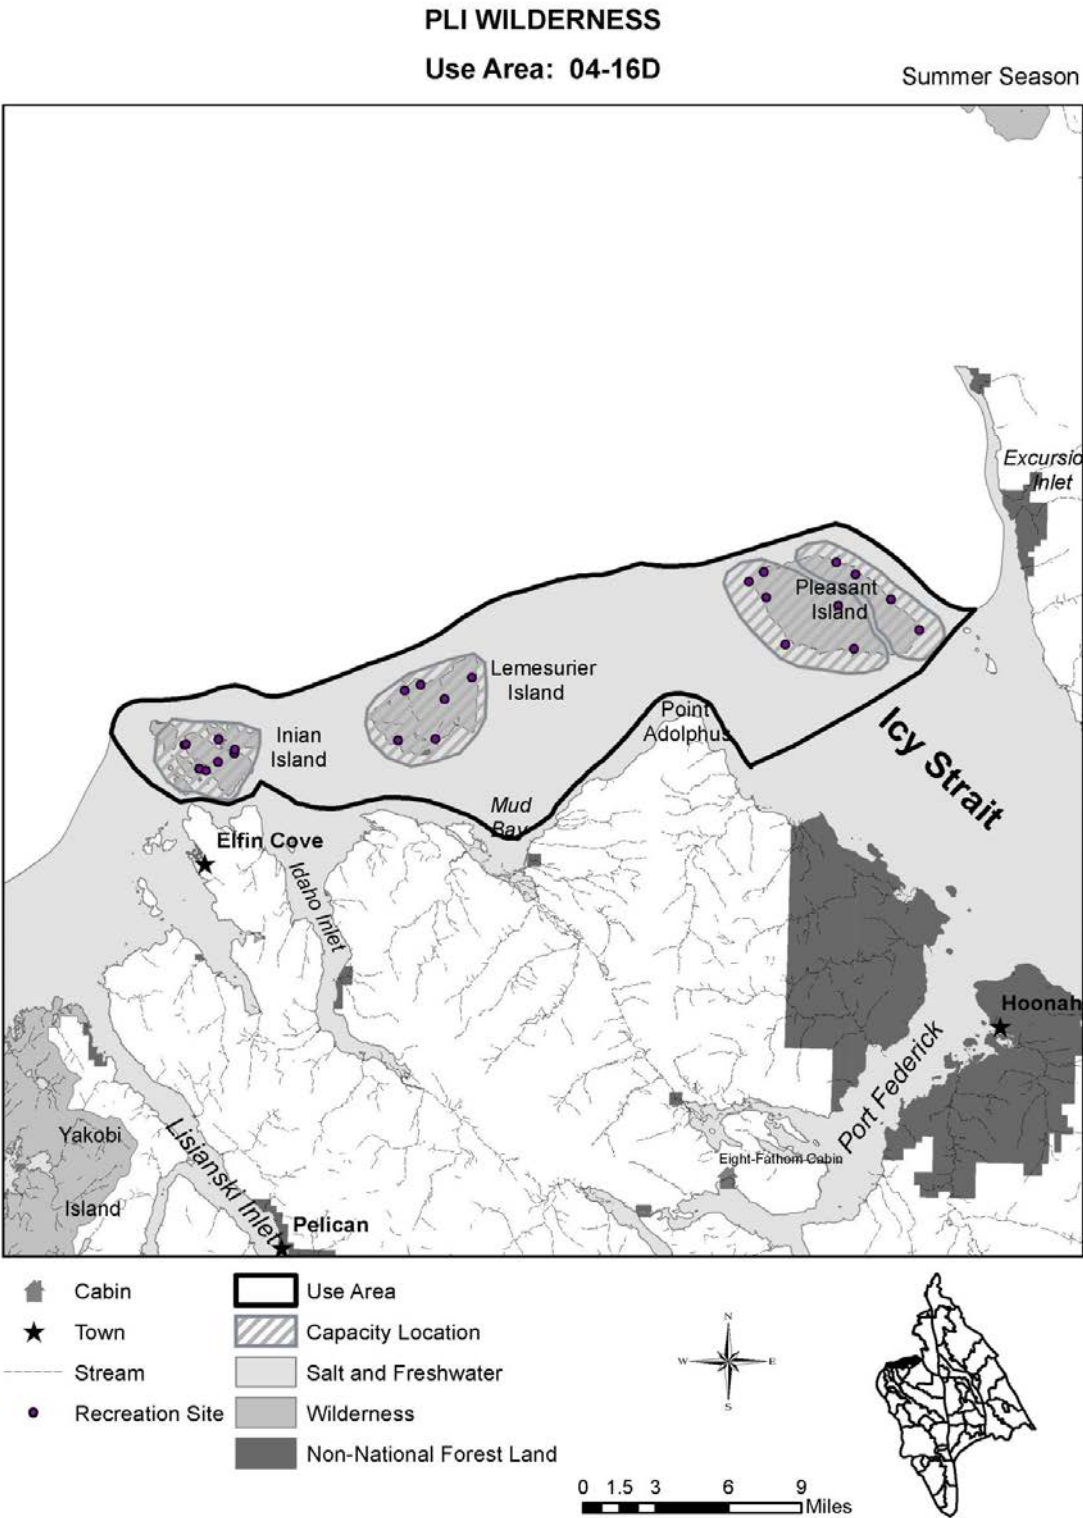 PLI WILDERNESS
Use Area: 04-16D
Summer Season
Excursio
Inlet
Pleasant
Island
Lemesurier
Island
Point
Adolphus
Inian
Island
Icy Strait
Mud
Bay
Elfin Cove
Idaho Inlet
Hoonah
Port Federick
Yakobi
Island
Lisianski Inlet
Eight-Fathom Cabin
Pelican
Cabin
Town
Stream
Recreation Site
Use Area
Capacity Location
Salt and Freshwater
Wilderness
Non-National Forest Land
N
W
E
S
0 1.5 3 6 9
Miles